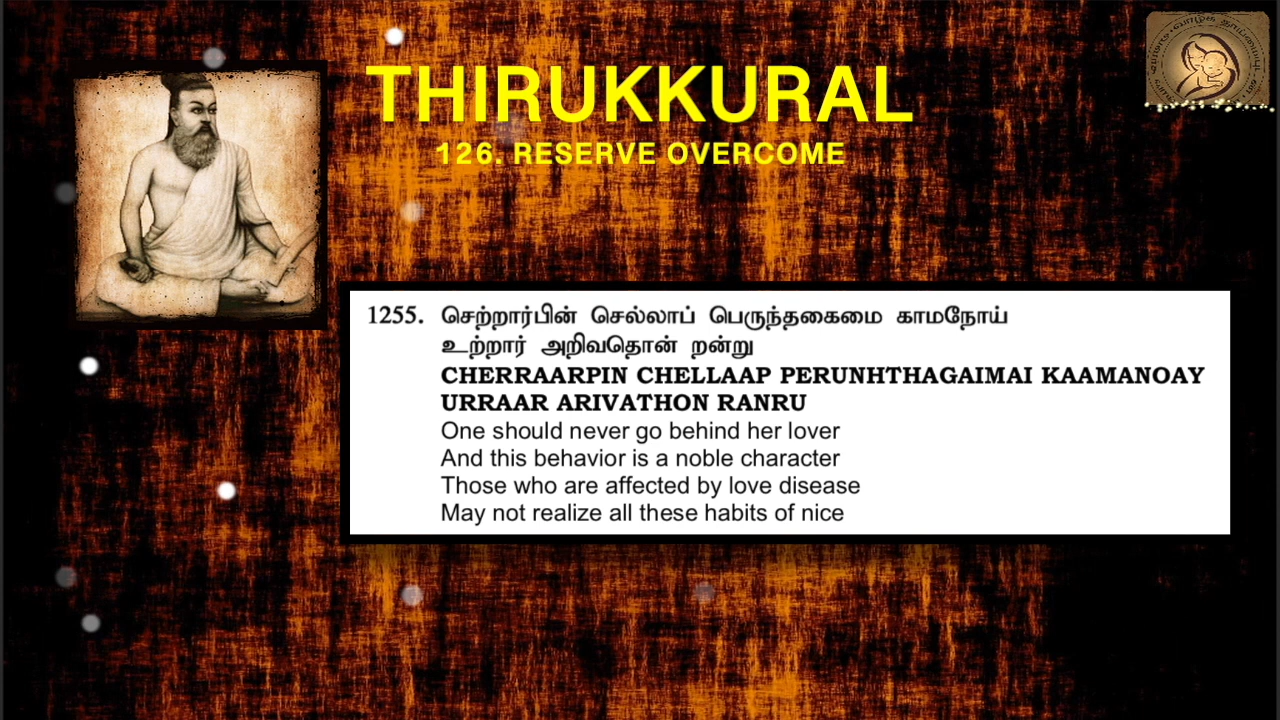 THIRUKKURAL
126. RESERVE OVERCOME
1255. செற்றார்பின் செல்லாப் பெருந்தகைமை காமநோய்
உற்றார் அறிவதொன் றன்று
CHERRAARPIN CHELLAAP PERUNHTHAGAIMAI KAAMANOAY
URRAAR ARIVATHON RANRU
One should never go behind her lover
And this behavior is a noble character
Those who are affected by love disease
May not realize all these habits of nice